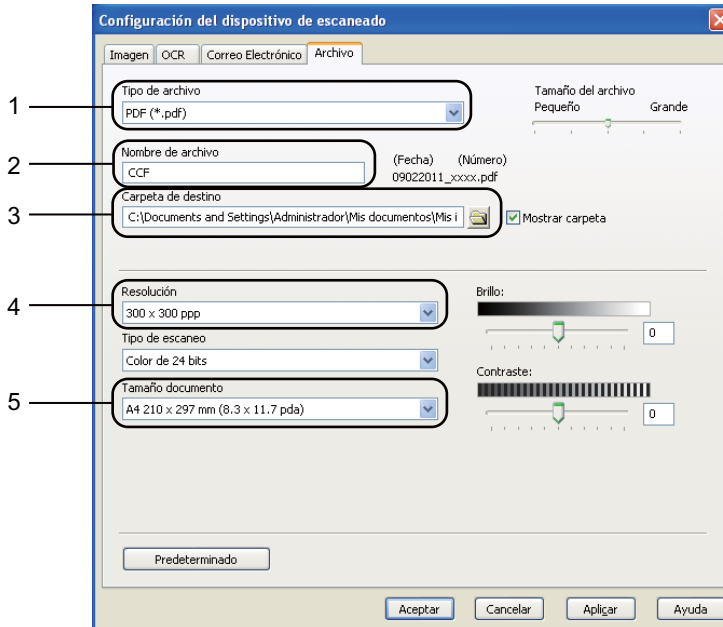 Configuración del dispositivo de escaneado
Imagen OCR Correo Electrónico Archivo
1
Tipo de archivo
PDF (*.pdf)
Tamaño del archivo
Pequeño Grande
2
Nombre de archivo
CCF
(Fecha) (Número)
09022011_xxxx.pdf
3
Carpeta de destino
C:\Documents and Settings\Administrador\Mis documentos\Mis i
Mostrar carpeta
4
Resolución
300 x 300 ppp
Tipo de escaneo
Color de 24 bits
5
Tamaño documento
A4 210 x 297 mm (8.3 x 11.7 pda)
Brillo:
0
Contraste:
0
Predeterminado
Aceptar Cancelar Aplicar Ayuda